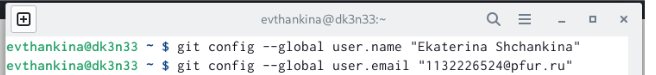 evthankina@dk3n33:~
evthankina@dk3n33 ~ $ git config --global user.name "Ekaterina Shchankina"
evthankina@dk3n33 ~ $ git config --global user.email "1132226524@pfur.ru"